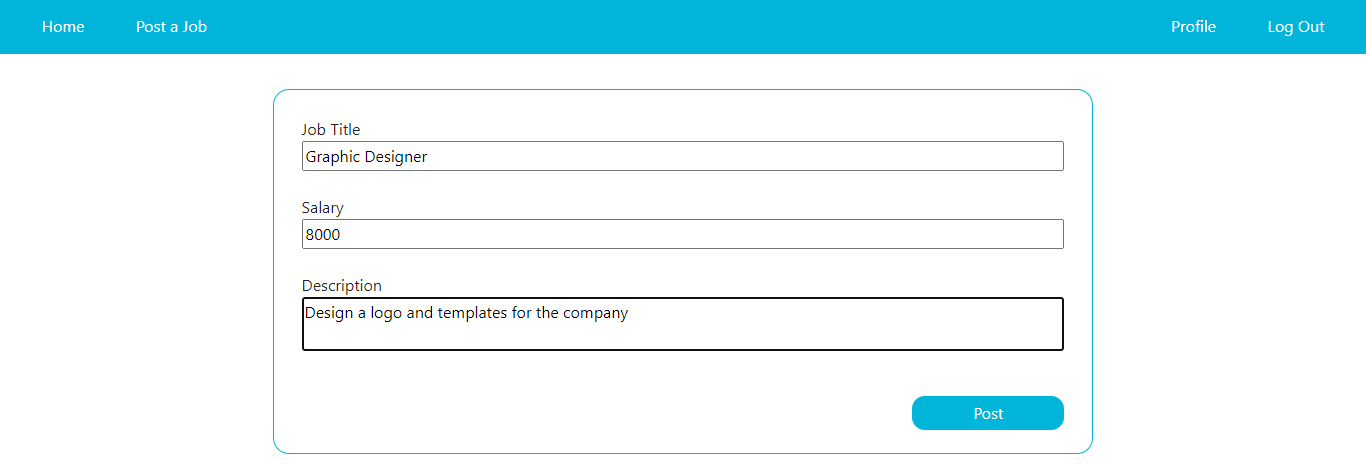 Home Post a Job Profile Log Out
Job Title
Graphic Designer
Salary
8000
Description
Design a logo and templates for the company
Post